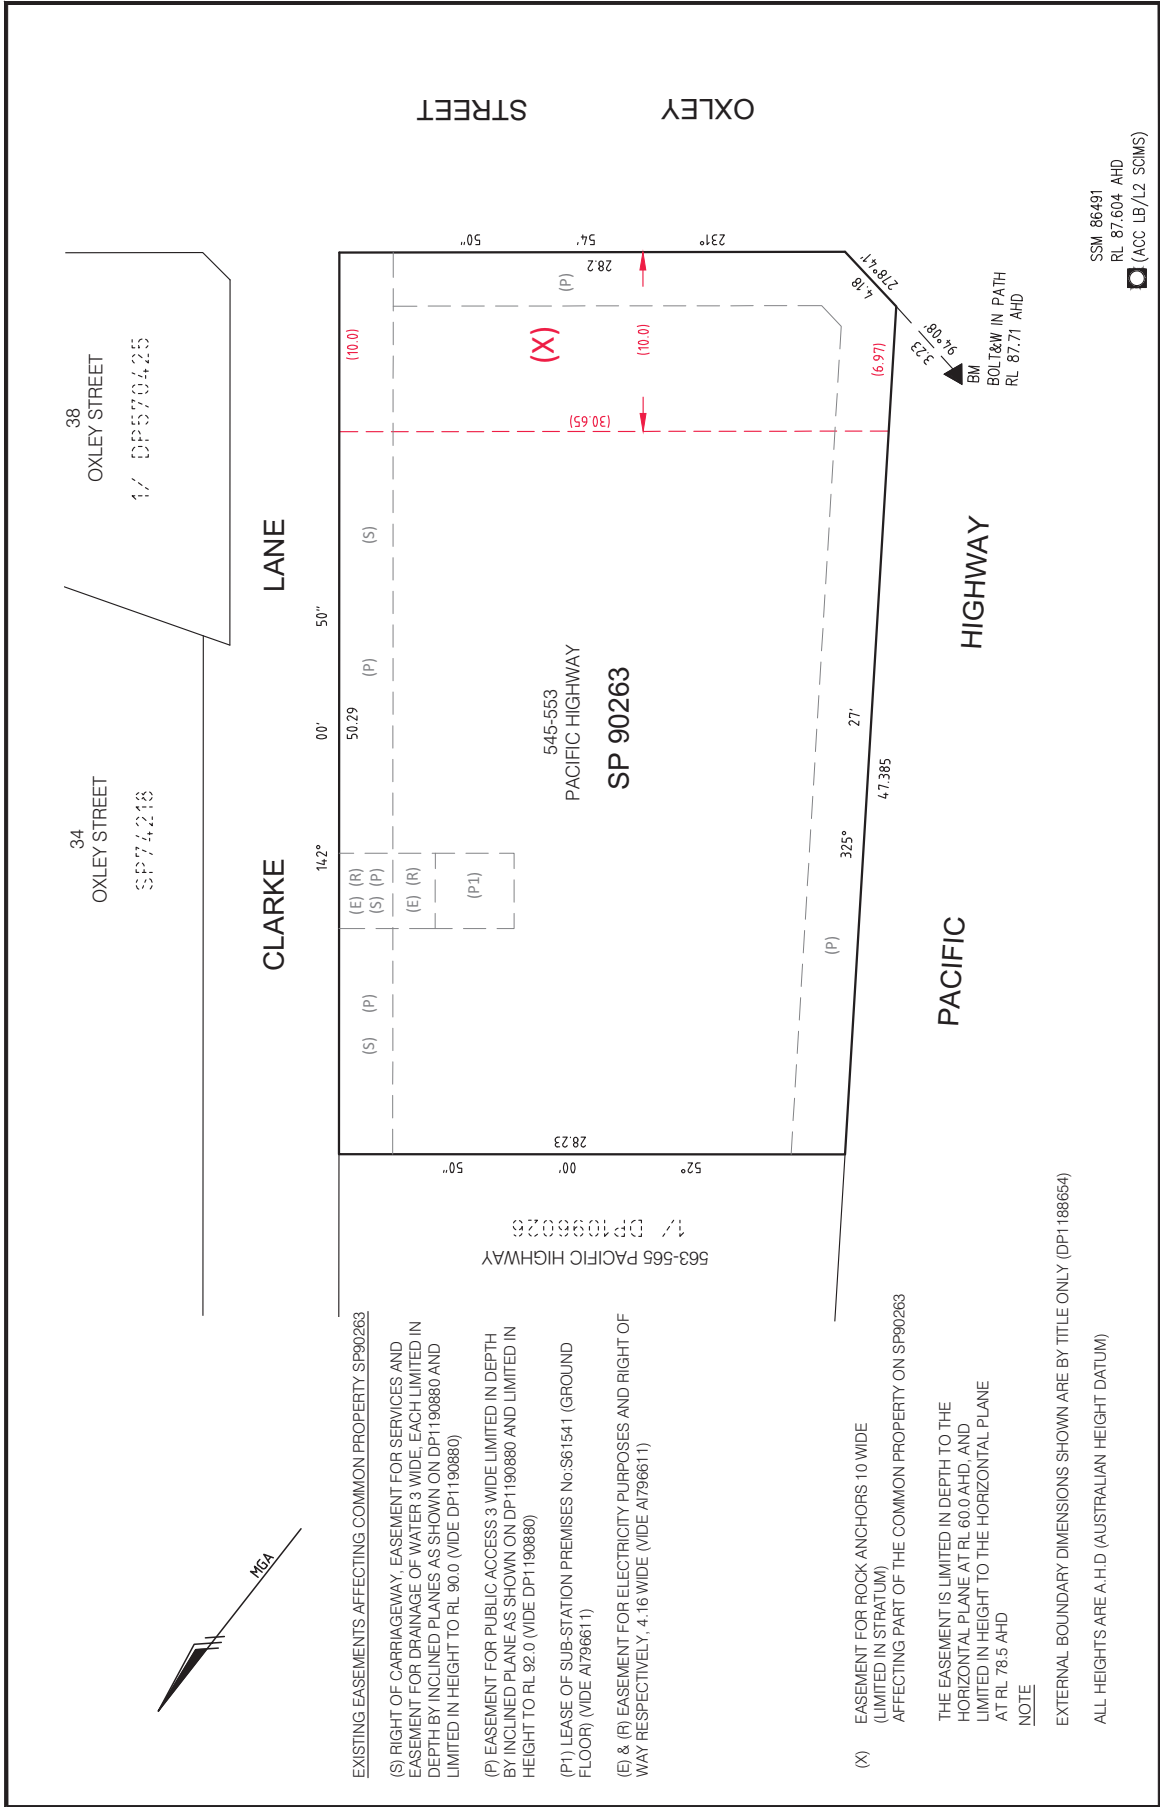 MGA
34
OXLEY STREET
SP74218
38
OXLEY STREET
1/ DP570425
CLARKE LANE
142° 00' 50"
50.29
(S) (P)
(E) (R)
(S) (P)
(E) (R)
(P1)
(P)
(S)
(10.0)
(X)
(10.0)
(30.65)
(6.97)
(P)
(P)
545-553
PACIFIC HIGHWAY
SP 90263
28.23
52° 00' 50"
563-565 PACIFIC HIGHWAY
325° 27'
47.385
PACIFIC HIGHWAY
28.2
231° 54' 50"
OXLEY STREET
278°41'
4.18
94°08'
3.23
BM
BOLT&W IN PATH
RL 87.71 AHD
SSM 86491
RL 87.604 AHD
(ACC LB/L2 SCIMS)
EXISTING EASEMENTS AFFECTING COMMON PROPERTY SP90263
(S) RIGHT OF CARRIAGEWAY, EASEMENT FOR SERVICES AND
EASEMENT FOR DRAINAGE OF WATER 3 WIDE, EACH LIMITED IN
DEPTH BY INCLINED PLANES AS SHOWN ON DP1190880 AND
LIMITED IN HEIGHT TO RL 90.0 (VIDE DP1190880)
(P) EASEMENT FOR PUBLIC ACCESS 3 WIDE LIMITED IN DEPTH
BY INCLINED PLANE AS SHOWN ON DP1190880 AND LIMITED IN
HEIGHT TO RL 92.0 (VIDE DP1190880)
(P1) LEASE OF SUB-STATION PREMISES No:S61541 (GROUND
FLOOR) (VIDE AI796611)
(E) & (R) EASEMENT FOR ELECTRICITY PURPOSES AND RIGHT OF
WAY RESPECTIVELY, 4.16 WIDE (VIDE AI796611)
(X) EASEMENT FOR ROCK ANCHORS 10 WIDE
(LIMITED IN STRATUM)
AFFECTING PART OF THE COMMON PROPERTY ON SP90263
THE EASEMENT IS LIMITED IN DEPTH TO THE
HORIZONTAL PLANE AT RL 60.0 AHD, AND
LIMITED IN HEIGHT TO THE HORIZONTAL PLANE
AT RL 78.5 AHD
NOTE
EXTERNAL BOUNDARY DIMENSIONS SHOWN ARE BY TITLE ONLY (DP1188654)
ALL HEIGHTS ARE A.H.D (AUSTRALIAN HEIGHT DATUM)